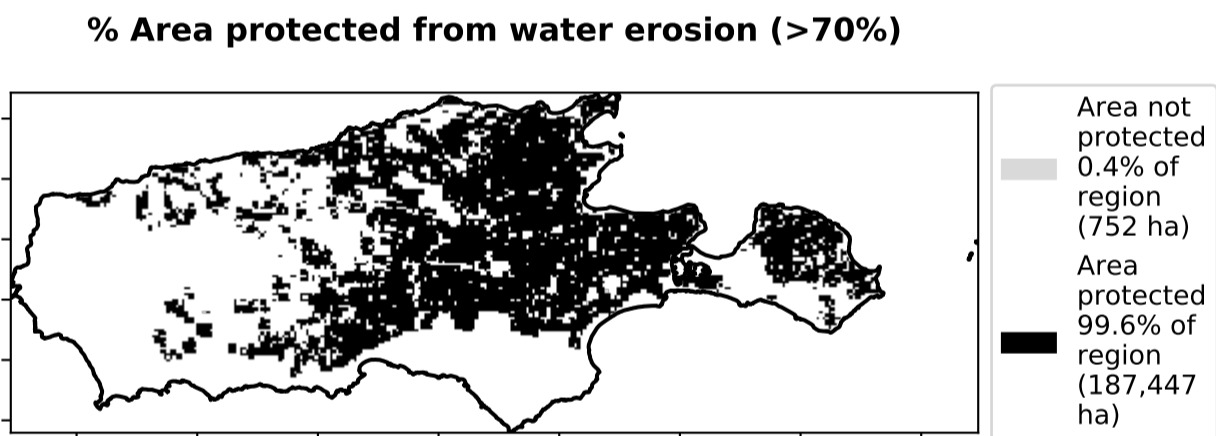 % Area protected from water erosion (>70%)
Area not
protected
0.4% of
region
(752 ha)
Area
protected
99.6% of
region
(187,447
ha)